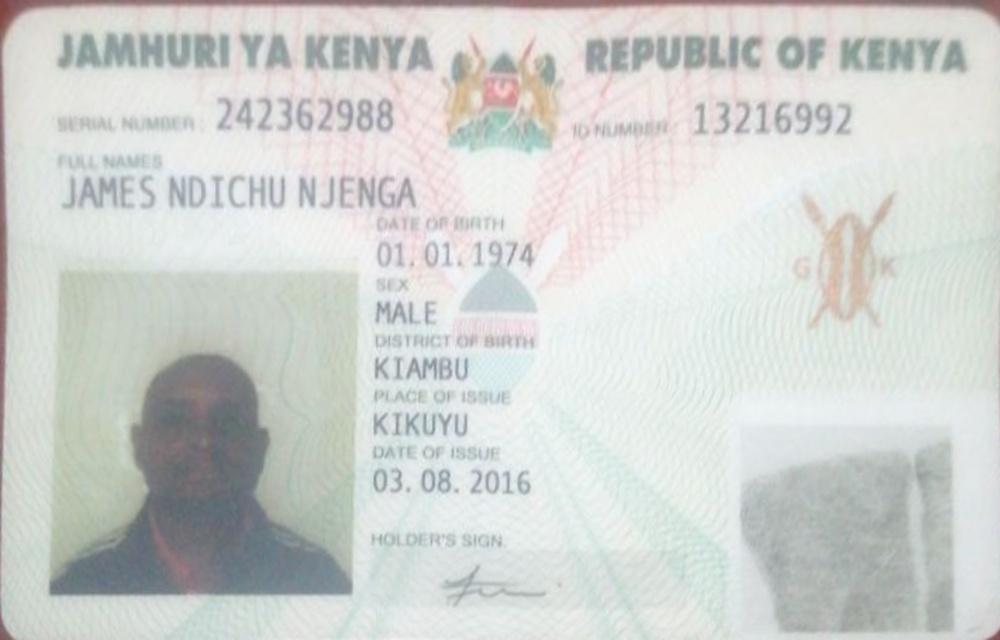 JAMHURI YA KENYA REPUBLIC OF KENYA
SERIAL NUMBER : 242362988 ID NUMBER : 13216992
FULL NAMES
JAMES NDICHU NJENGA
DATE OF BIRTH
01. 01. 1974
SEX
MALE
DISTRICT OF BIRTH
KIAMBU
PLACE OF ISSUE
KIKUYU
DATE OF ISSUE
03. 08. 2016
HOLDER'S SIGN.
G K